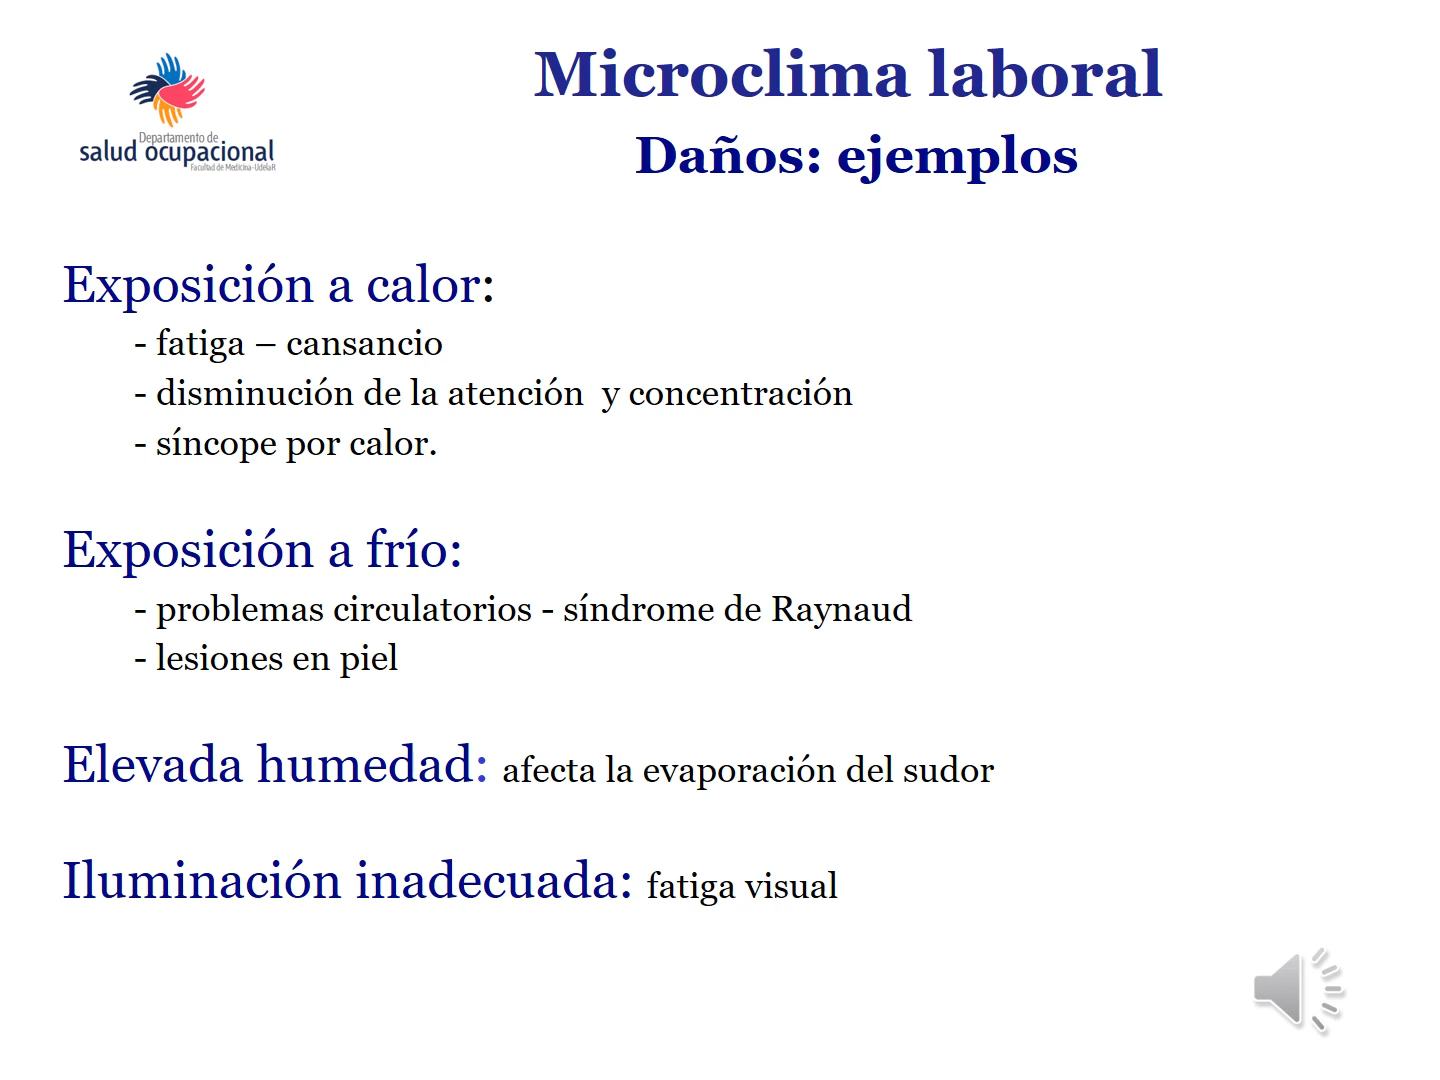 Microclima laboral
Daños: ejemplos
Departamento de
salud ocupacional
Facultad de Medicina-UdelaR
Exposición a calor:
- fatiga – cansancio
- disminución de la atención y concentración
- síncope por calor.
Exposición a frío:
- problemas circulatorios - síndrome de Raynaud
- lesiones en piel
Elevada humedad: afecta la evaporación del sudor
Iluminación inadecuada: fatiga visual